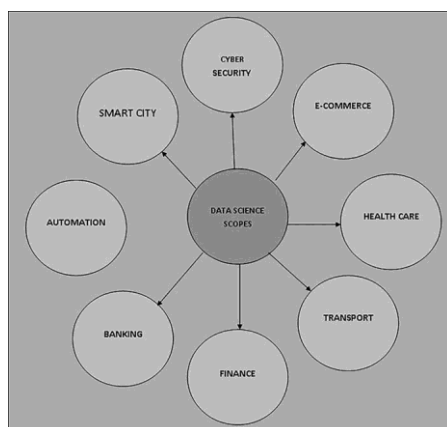 CYBER
SECURITY
E-COMMERCE
SMART CITY
DATA SCIENCE
SCOPES
HEALTH CARE
AUTOMATION
TRANSPORT
BANKING
FINANCE